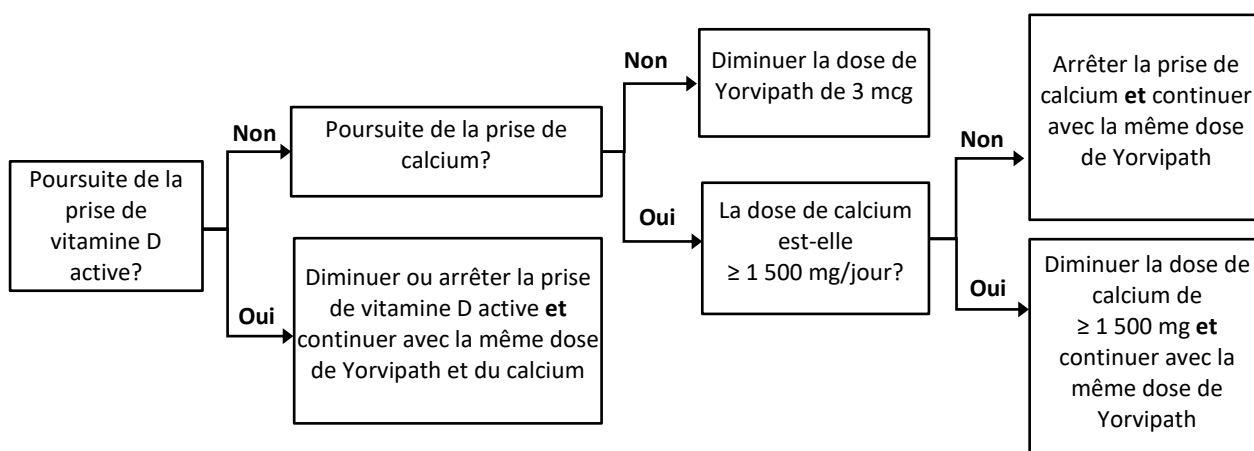 Poursuite de la
prise de
vitamine D
active?
Non
Poursuite de la prise de
calcium?
Oui
Diminuer ou arrêter la prise
de vitamine D active et
continuer avec la même dose
de Yorvipath et du calcium
Non
Diminuer la dose de
Yorvipath de 3 mcg
Oui
La dose de calcium
est-elle
≥ 1 500 mg/jour?
Non
Arrêter la prise de
calcium et continuer
avec la même dose
de Yorvipath
Oui
Diminuer la dose de
calcium de
≥ 1 500 mg et
continuer avec la
même dose de
Yorvipath